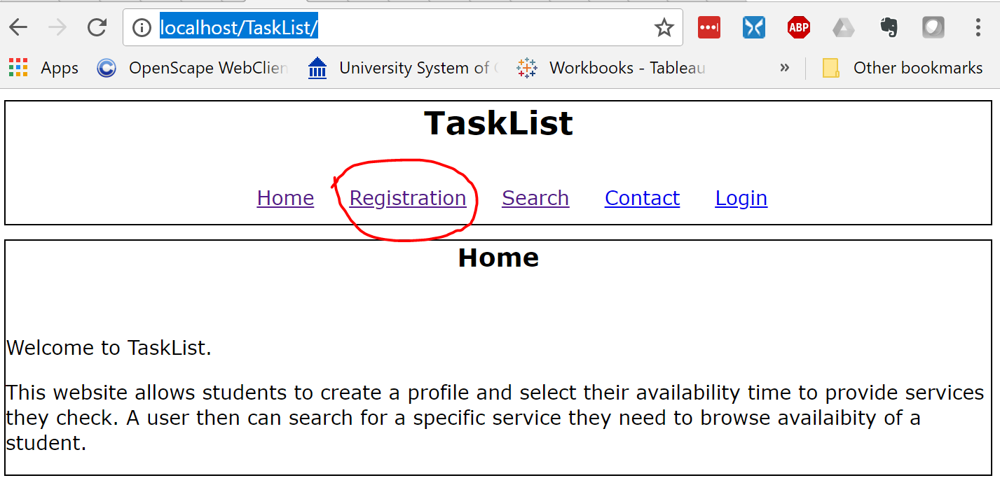 localhost/TaskList/
ABP
Apps OpenScape WebClien University System of Workbooks - Tableau » Other bookmarks
TaskList
Home Registration Search Contact Login
Home
Welcome to TaskList.
This website allows students to create a profile and select their availability time to provide services
they check. A user then can search for a specific service they need to browse availaibity of a
student.